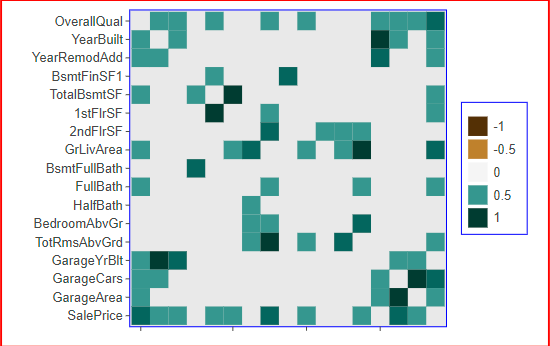 OverallQual
YearBuilt
YearRemodAdd
BsmtFinSF1
TotalBsmtSF
1stFlrSF
2ndFlrSF
GrLivArea
BsmtFullBath
FullBath
HalfBath
BedroomAbvGr
TotRmsAbvGrd
GarageYrBlt
GarageCars
GarageArea
SalePrice
-1
-0.5
0
0.5
1